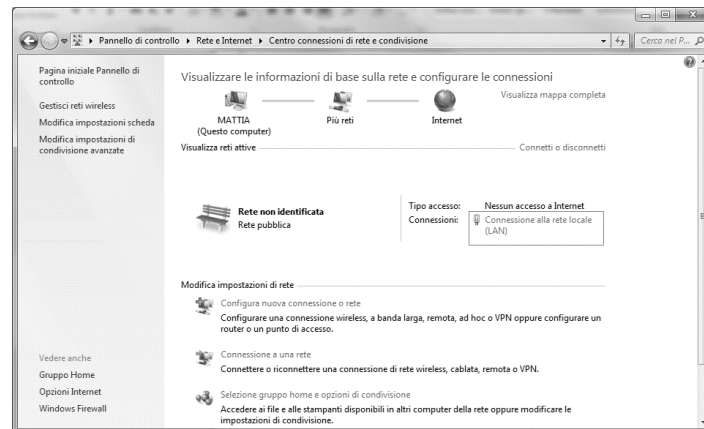 Pannello di controllo ▸ Rete e Internet ▸ Centro connessioni di rete e condivisione
Cerca nel P...
Pagina iniziale Pannello di
controllo
Gestisci reti wireless
Modifica impostazioni scheda
Modifica impostazioni di
condivisione avanzate
Visualizzare le informazioni di base sulla rete e configurare le connessioni
Visualizza mappa completa
MATTIA
(Questo computer)
Più reti
Internet
Visualizza reti attive
Connetti o disconnetti
Rete non identificata
Rete pubblica
Tipo accesso: Nessun accesso a Internet
Connessioni: Connessione alla rete locale
(LAN)
Modifica impostazioni di rete
Configura nuova connessione o rete
Configurare una connessione wireless, a banda larga, remota, ad hoc o VPN oppure configurare un
router o un punto di accesso.
Connessione a una rete
Connettere o riconnettere una connessione di rete wireless, cablata, remota o VPN.
Selezione gruppo home e opzioni di condivisione
Accedere ai file e alle stampanti disponibili in altri computer della rete oppure modificare le
impostazioni di condivisione.
Vedere anche
Gruppo Home
Opzioni Internet
Windows Firewall